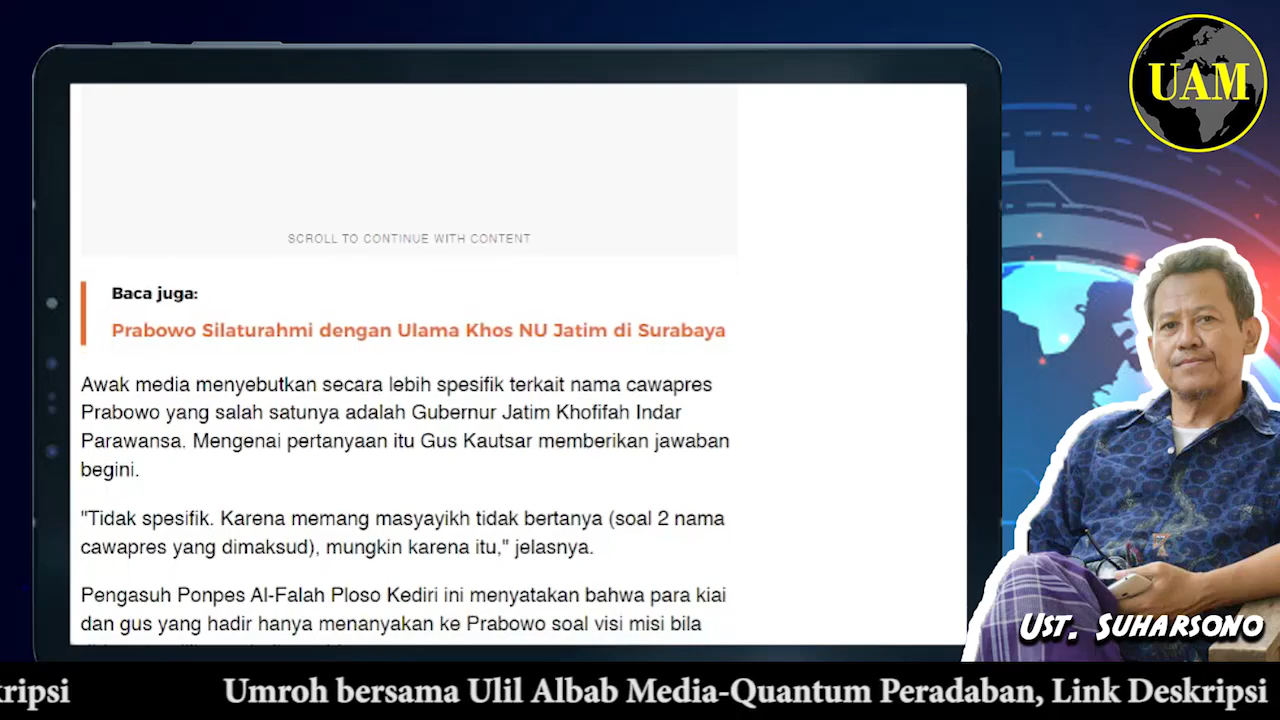 UAM
SCROLL TO CONTINUE WITH CONTENT
Baca juga:
Prabowo Silaturahmi dengan Ulama Khos NU Jatim di Surabaya
Awak media menyebutkan secara lebih spesifik terkait nama cawapres
Prabowo yang salah satunya adalah Gubernur Jatim Khofifah Indar
Parawansa. Mengenai pertanyaan itu Gus Kautsar memberikan jawaban
begini.
"Tidak spesifik. Karena memang masyayikh tidak bertanya (soal 2 nama
cawapres yang dimaksud), mungkin karena itu," jelasnya.
Pengasuh Ponpes Al-Falah Ploso Kediri ini menyatakan bahwa para kiai
dan gus yang hadir hanya menanyakan ke Prabowo soal visi misi bila
UST. SUHARSONO
kripsi Umroh bersama Ulil Albab Media-Quantum Peradaban, Link Deskripsi